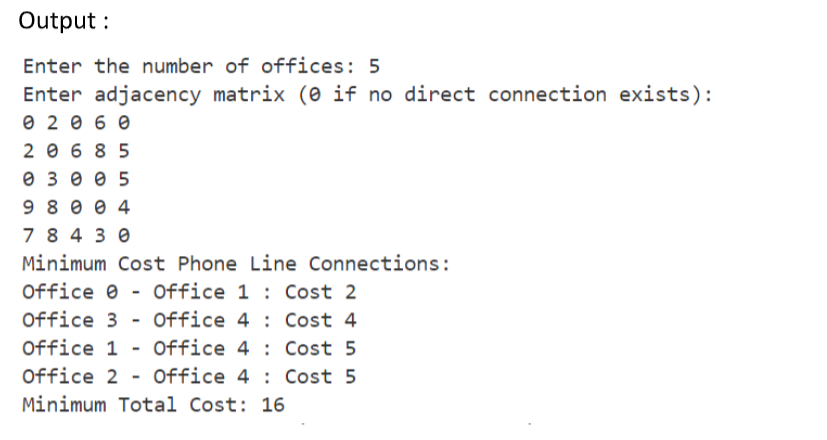 Output :
Enter the number of offices: 5
Enter adjacency matrix (0 if no direct connection exists):
0 2 0 6 0
2 0 6 8 5
0 3 0 0 5
9 8 0 0 4
7 8 4 3 0
Minimum Cost Phone Line Connections:
Office 0 - Office 1 : Cost 2
Office 3 - Office 4 : Cost 4
Office 1 - Office 4 : Cost 5
Office 2 - Office 4 : Cost 5
Minimum Total Cost: 16